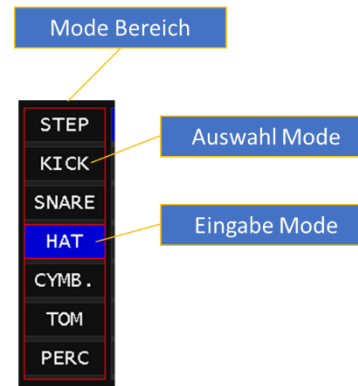 Mode Bereich
STEP
KICK
Auswahl Mode
SNARE
HAT
Eingabe Mode
CYMB.
TOM
PERC